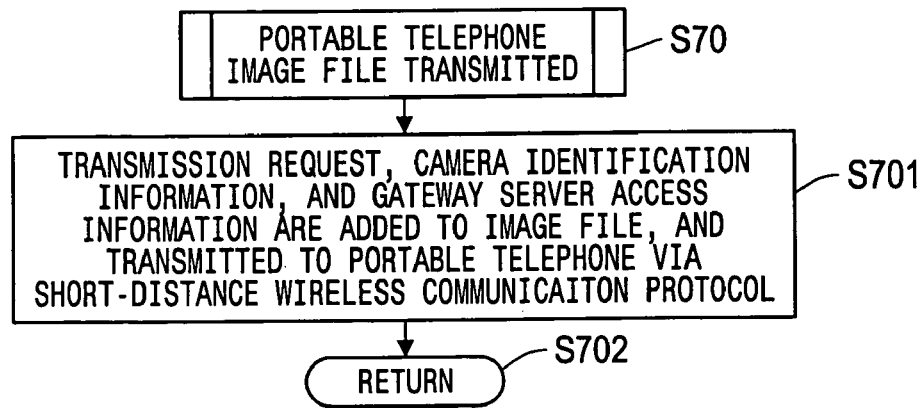 PORTABLE TELEPHONE
IMAGE FILE TRANSMITTED
S70
TRANSMISSION REQUEST, CAMERA IDENTIFICATION
INFORMATION, AND GATEWAY SERVER ACCESS
INFORMATION ARE ADDED TO IMAGE FILE, AND
TRANSMITTED TO PORTABLE TELEPHONE VIA
SHORT-DISTANCE WIRELESS COMMUNICAITON PROTOCOL
S701
RETURN
S702